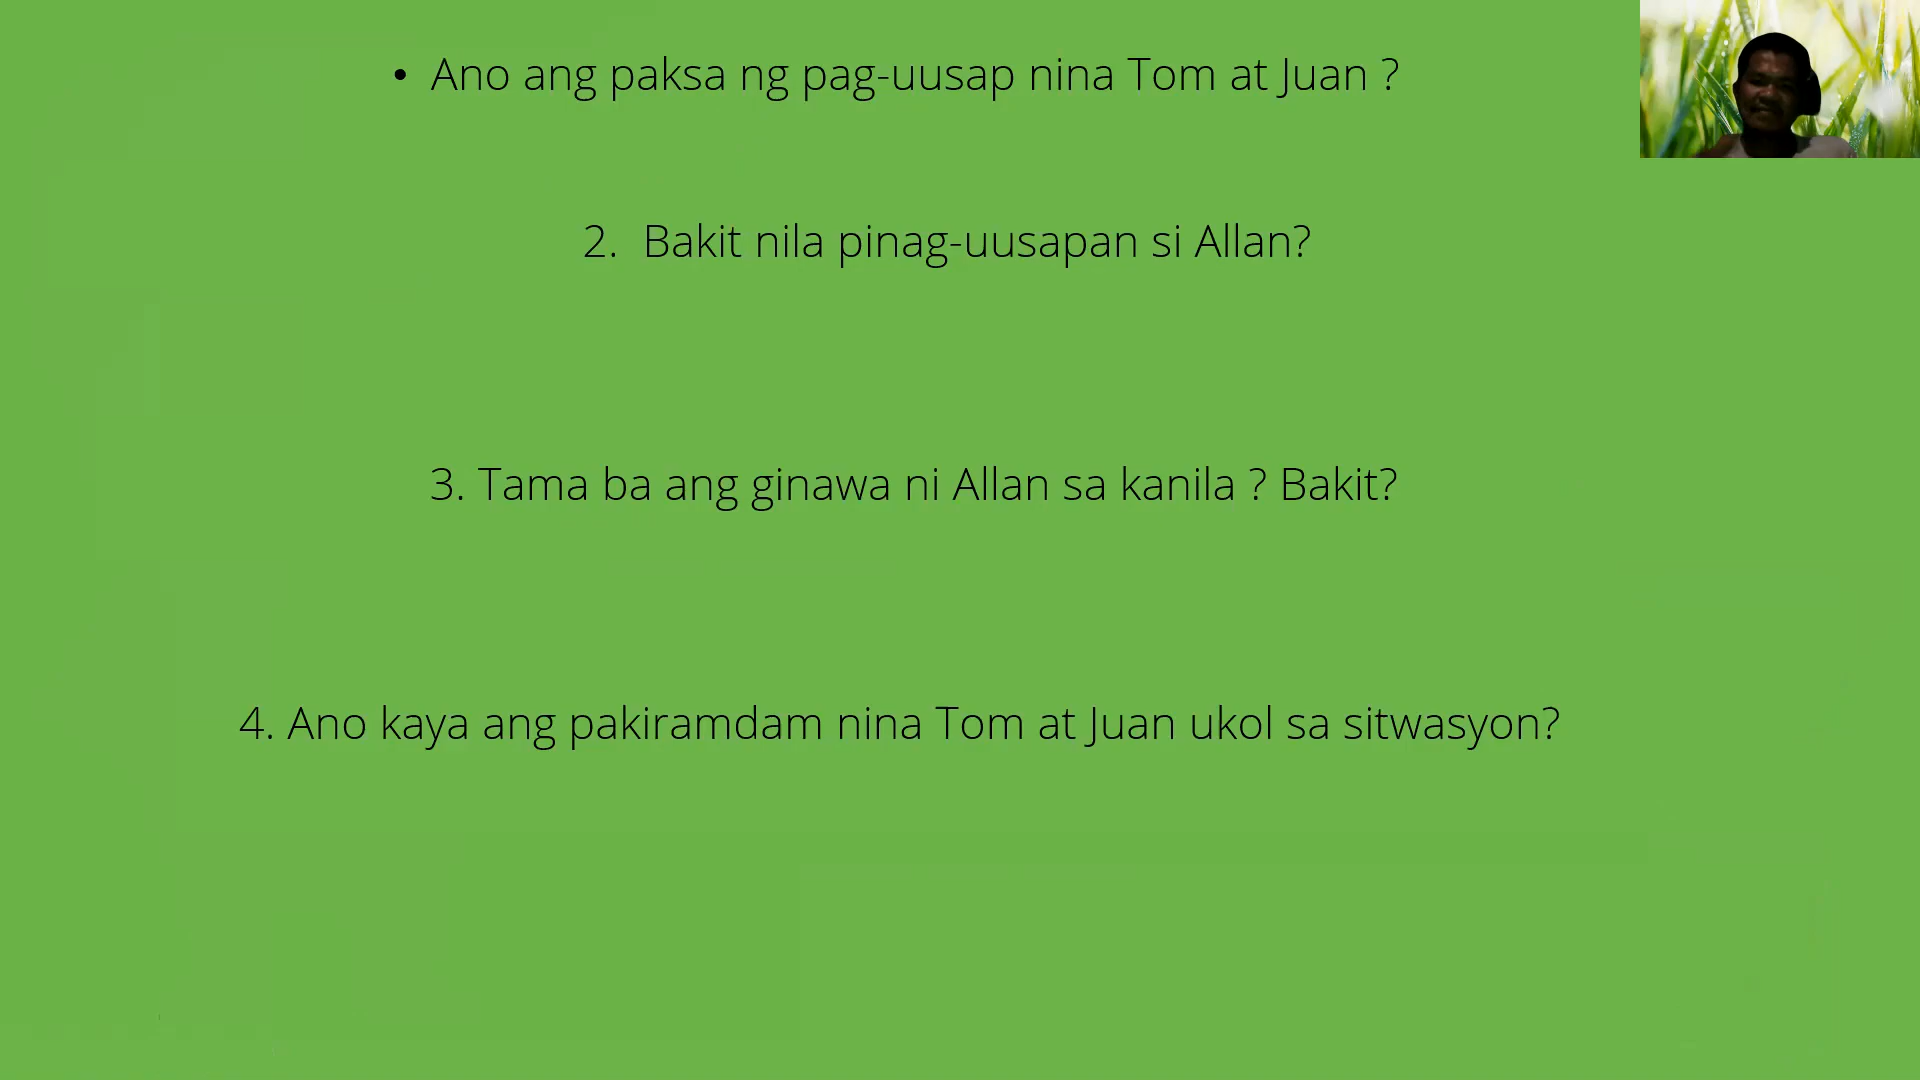 • Ano ang paksa ng pag-uusap nina Tom at Juan ?
2. Bakit nila pinag-uusapan si Allan?
3. Tama ba ang ginawa ni Allan sa kanila ? Bakit?
4. Ano kaya ang pakiramdam nina Tom at Juan ukol sa sitwasyon?